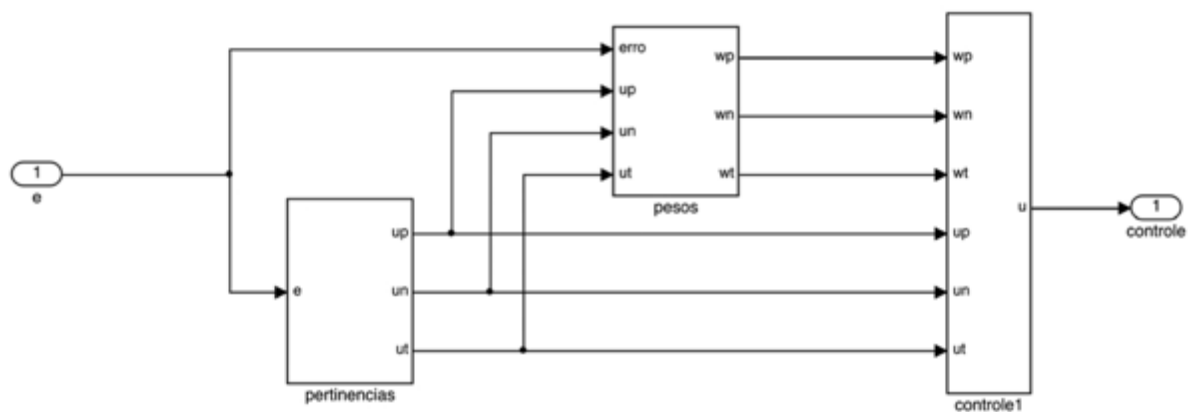 1
e
e
up
un
ut
pertinencias
erro
up
un
ut
wp
wn
wt
pesos
wp
wn
wt
up
un
ut
u
controle1
1
controle